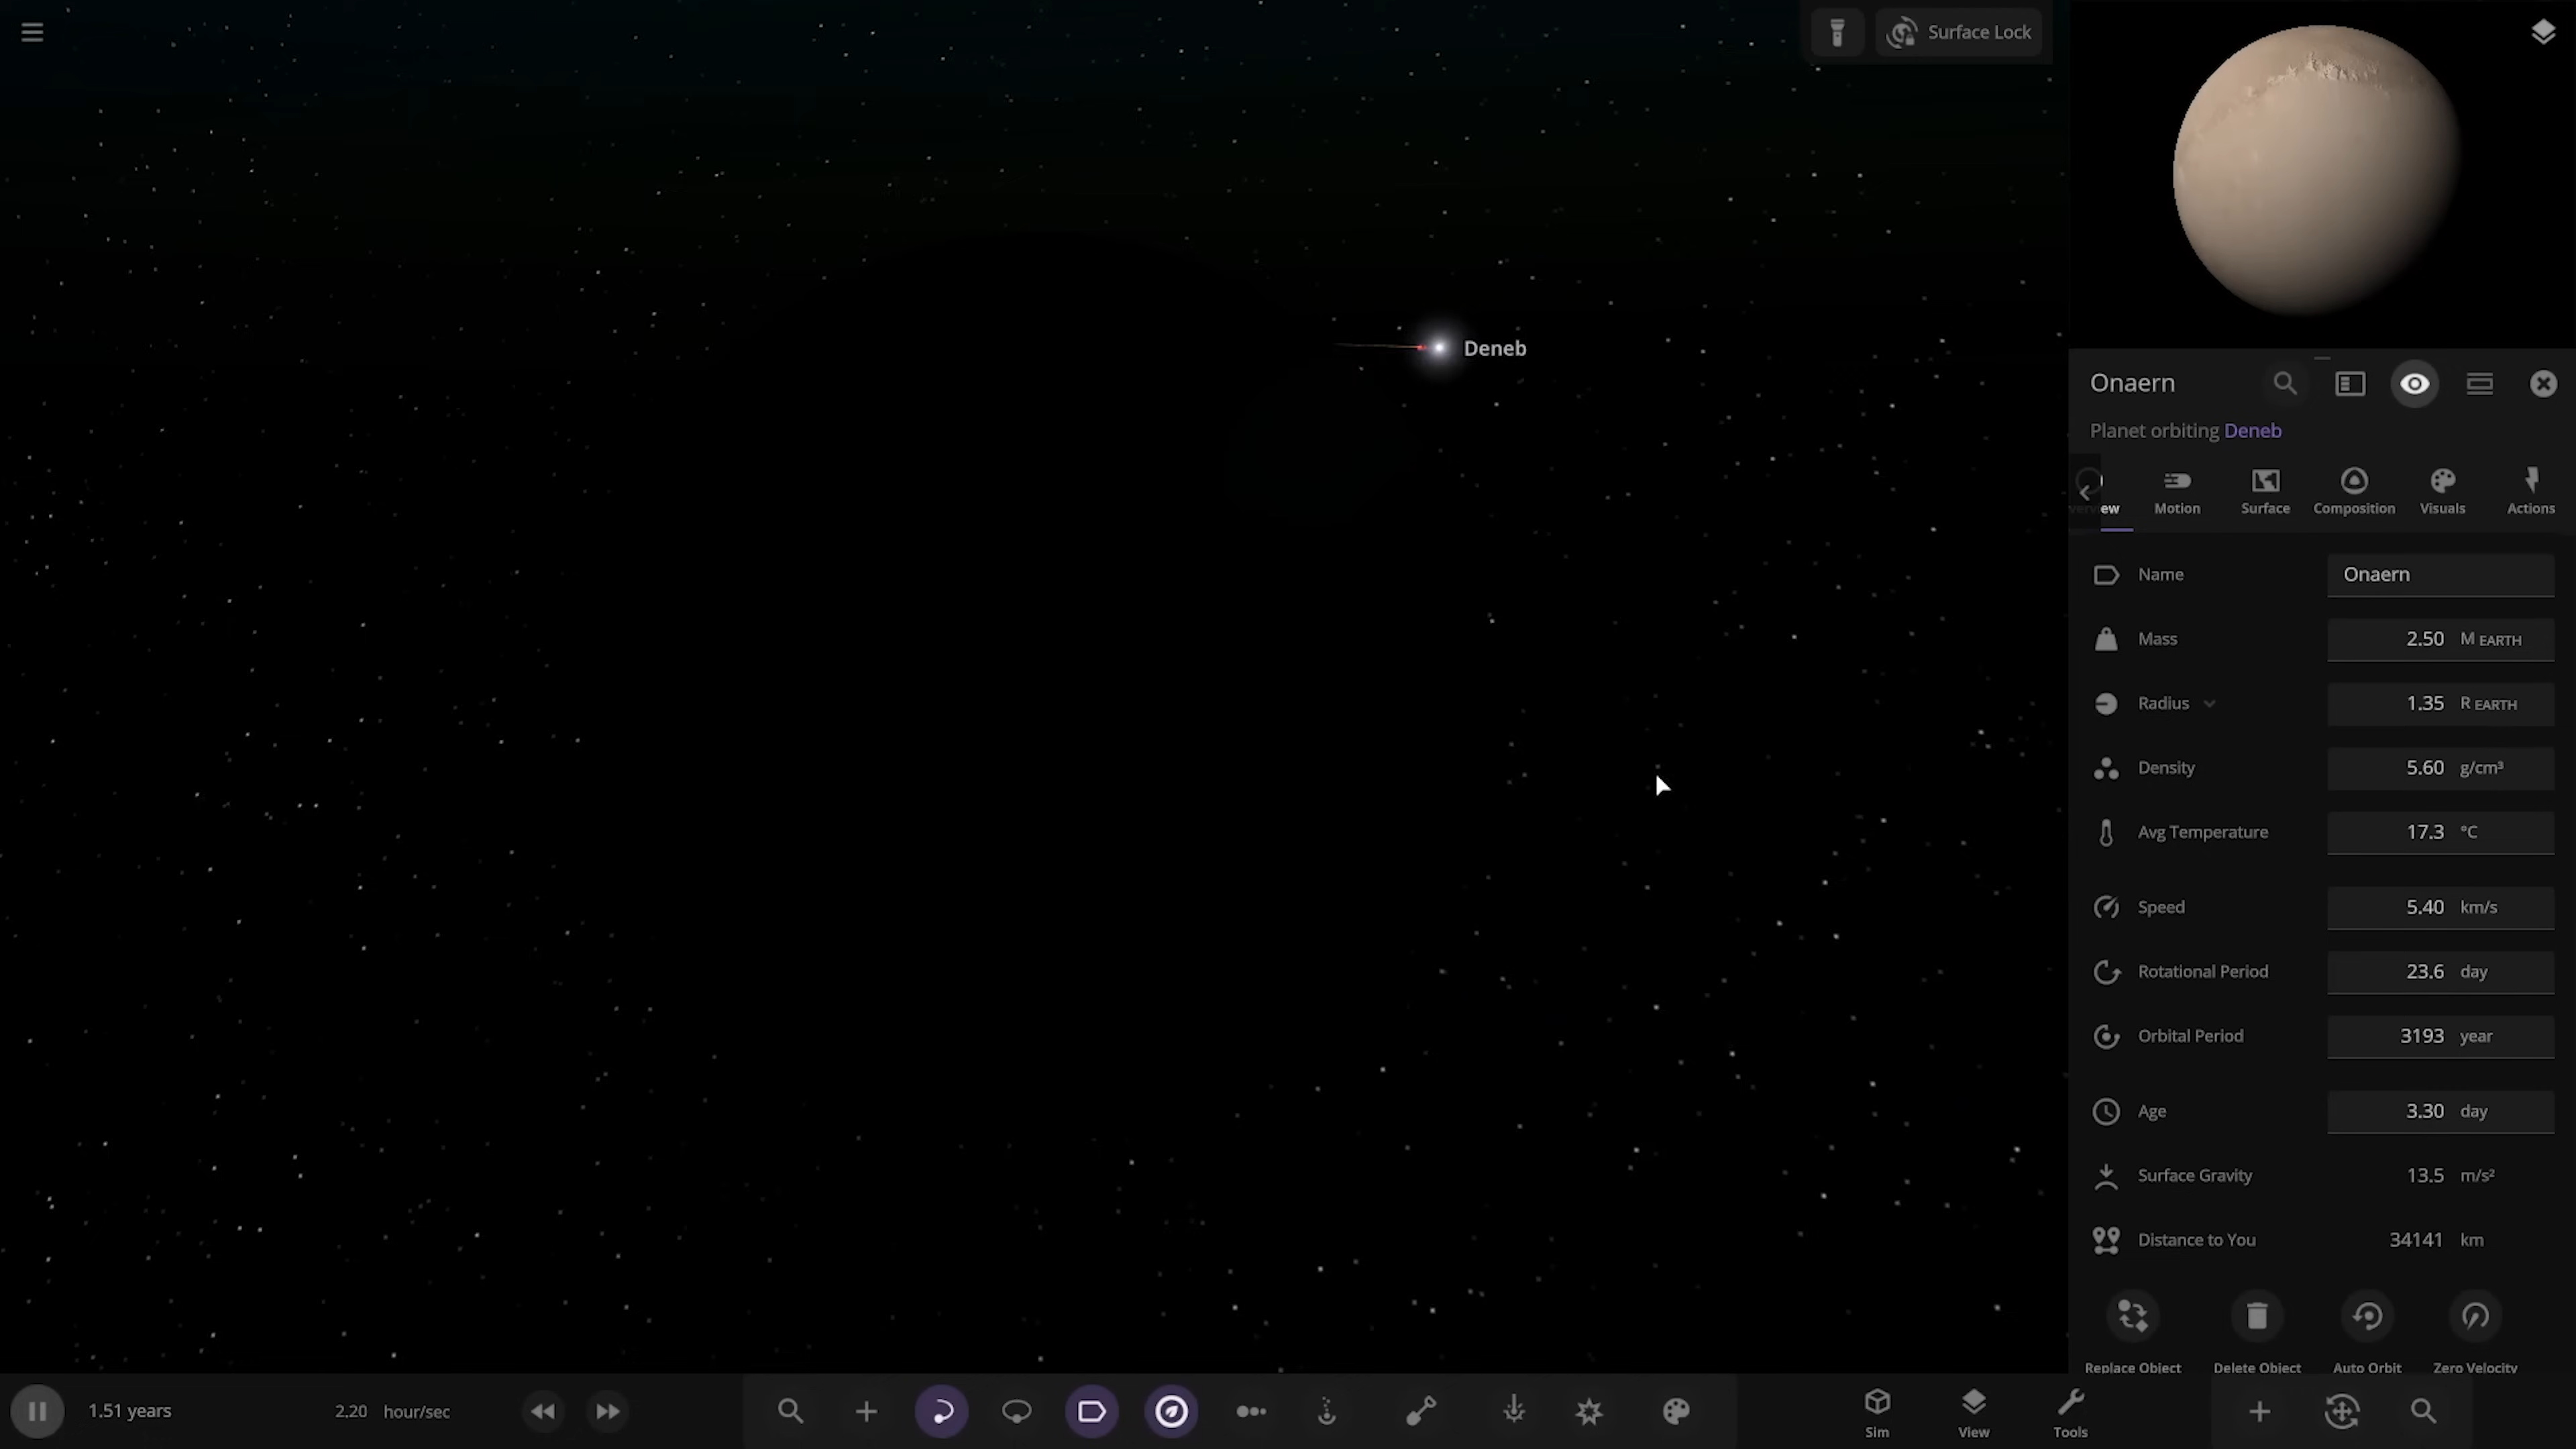 Surface Lock
Deneb
Onaern
Planet orbiting Deneb
Motion
Surface
Composition
Visuals
Actions
Name Onaern
Mass 2.50 M EARTH
Radius 1.35 R EARTH
Density 5.60 g/cm³
Avg Temperature 17.3 °C
Speed 5.40 km/s
Rotational Period 23.6 day
Orbital Period 3193 year
Age 3.30 day
Surface Gravity 13.5 m/s²
Distance to You 34141 km
Replace Object Delete Object Auto Orbit Zero Velocity
1.51 years 2.20 hour/sec
Sim View Tools